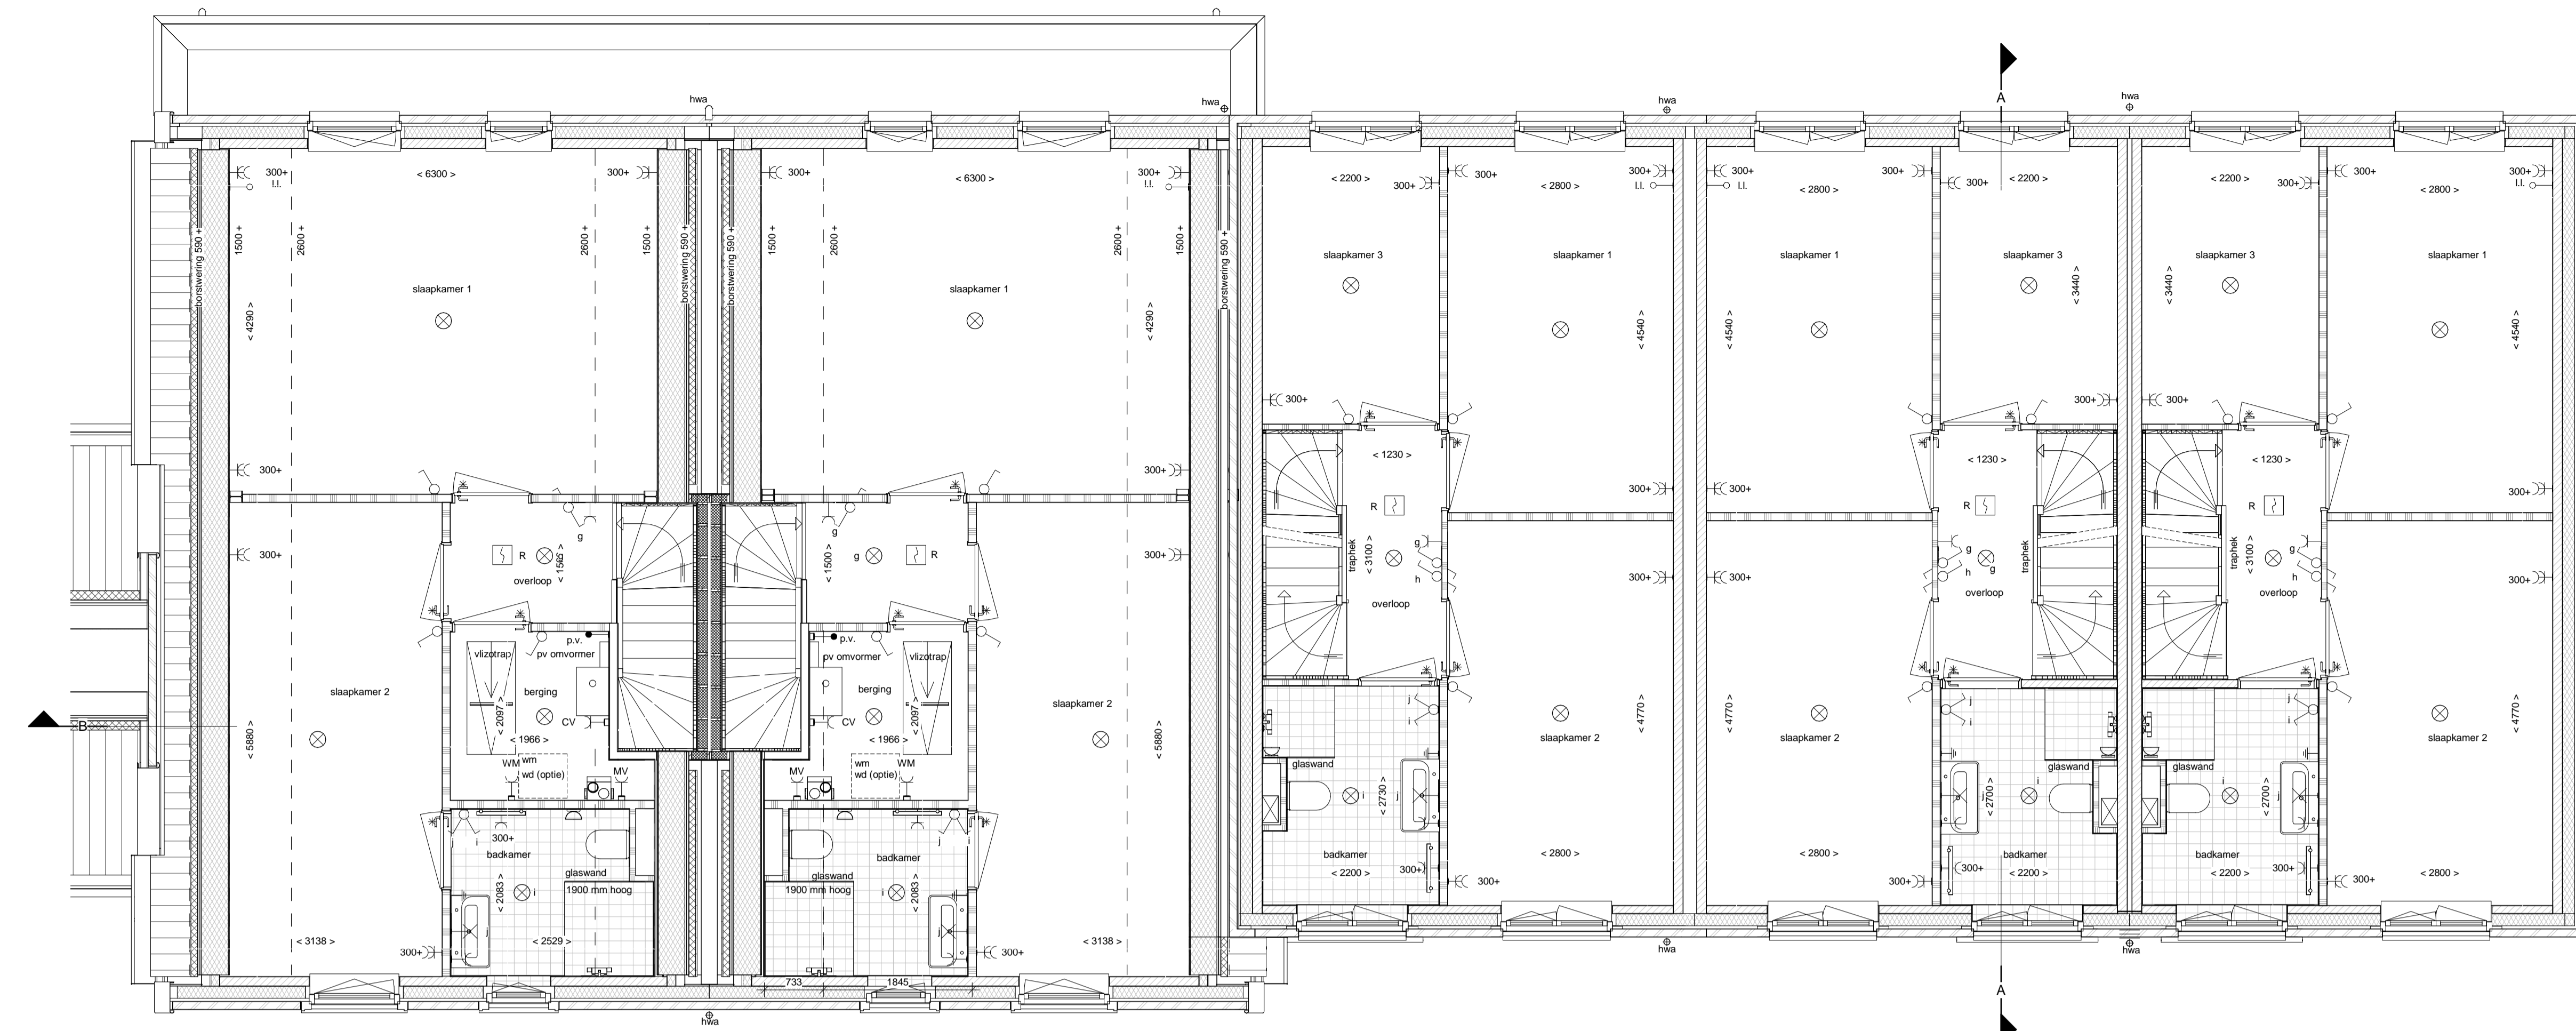 hwa
hwa
hwa
A
hwa
300+
l.l.
< 6300 >
300+
300+
< 6300 >
300+
l.l.
< 2200 >
300+
300+
< 2800 >
300+
l.l.
300+
l.l.
< 2800 >
300+
300+
< 2200 >
< 2200 >
300+
300+
< 2800 >
300+
l.l.
borstwering 590 +
1500 +
2600 +
2600 +
1500 +
borstwering 590 +
borstwering 590 +
1500 +
2600 +
2600 +
1500 +
borstwering 590 +
slaapkamer 3
slaapkamer 1
slaapkamer 1
slaapkamer 3
slaapkamer 3
slaapkamer 1
< 3440 >
< 3440 >
slaapkamer 1
slaapkamer 1
< 4290 >
< 4290 >
< 4540 >
< 4540 >
< 4540 >
300+
300+
300+
300+
300+
< 1230 >
< 1230 >
< 1230 >
300+
300+
300+
R
R
R
g
g
R
overloop
< 1566 >
< 1500 >
g
R
300+
300+
traphek
< 3100 >
g
h
overloop
300+
300+
g
h
g
overloop
traphek
traphek
< 3100 >
g
h
overloop
300+
vlizotrap
p.v.
pv omvormer
p.v.
pv omvormer
vlizotrap
berging
berging
slaapkamer 2
slaapkamer 2
< 2097 >
CV
CV
< 2097 >
< 1966 >
< 1966 >
B
< 5880 >
< 5880 >
j
i
< 4770 >
< 4770 >
j
i
j
i
< 4770 >
slaapkamer 2
slaapkamer 2
slaapkamer 2
WM
wm
wd (optie)
MV
MV
wm
wd (optie)
WM
glaswand
glaswand
glaswand
i
< 2730 >
j
j
< 2700 >
i
i
< 2700 >
j
300+
j
i
badkamer
glaswand
1900 mm hoog
< 2083 >
i
badkamer
glaswand
1900 mm hoog
j
i
i
< 2083 >
badkamer
300+
< 2200 >
< 2800 >
300+
< 2800 >
300+
badkamer
300+
< 2200 >
badkamer
300+
< 2200 >
300+
< 2800 >
j
j
< 3138 >
300+
< 2529 >
300+
< 3138 >
733
1845
hwa
hwa
hwa
A